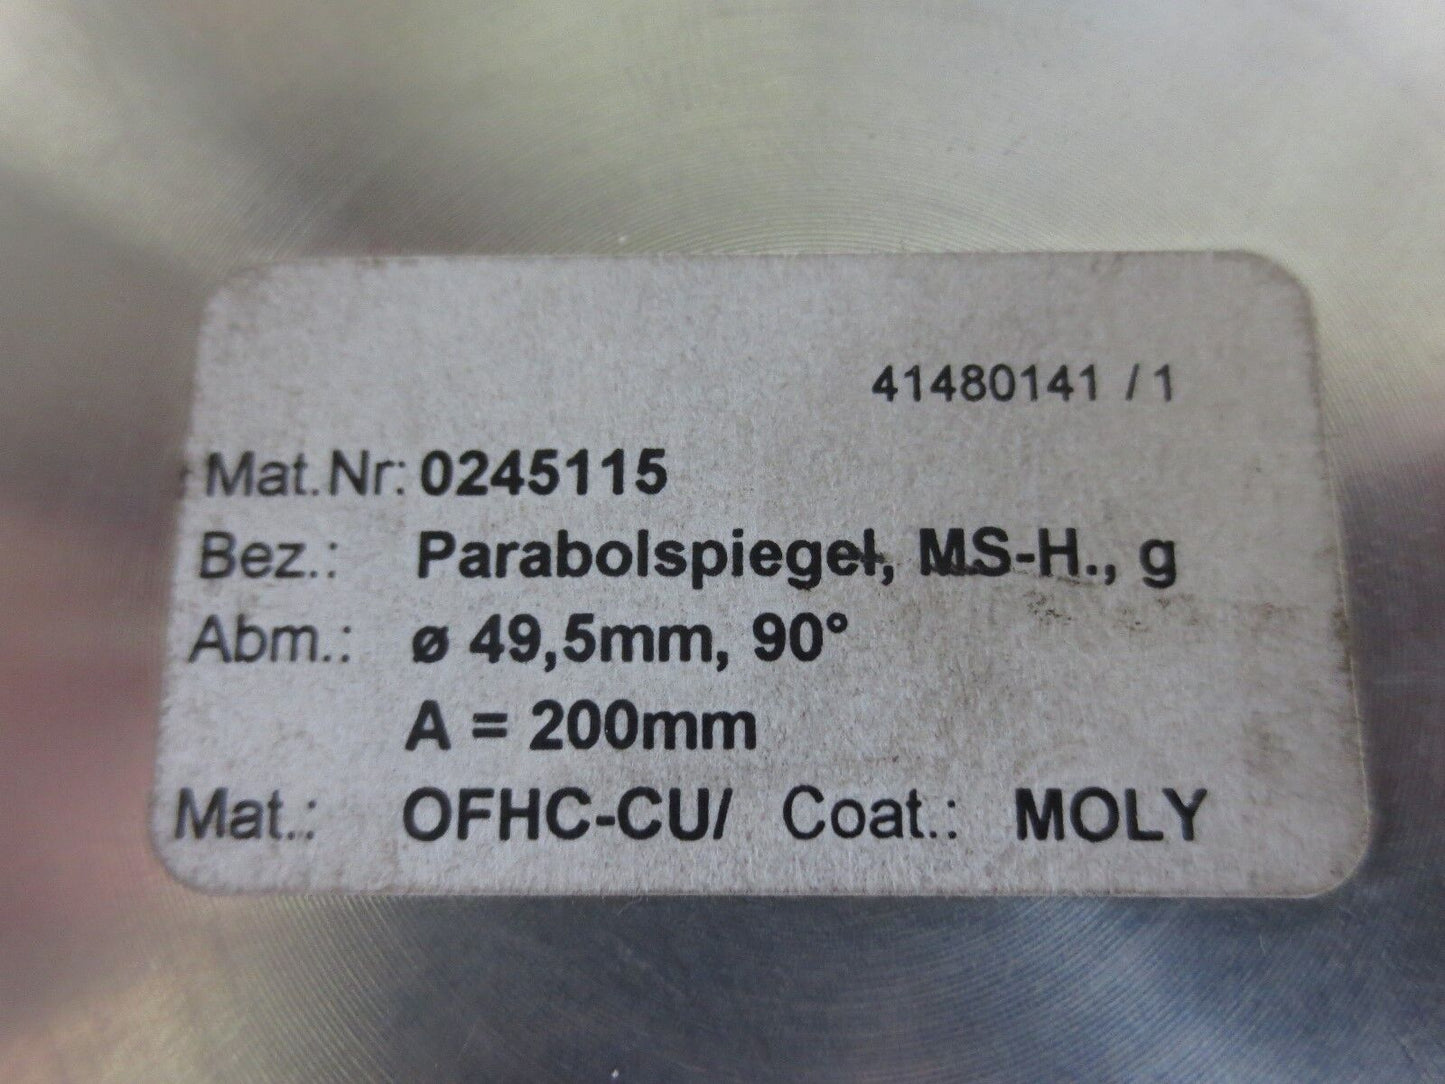 41480141 / 1
Mat.Nr: 0245115
Bez.: Parabolspiegel, MS-H., g
Abm.: ø 49,5mm, 90°
A = 200mm
Mat.: OFHC-CU/ Coat.: MOLY